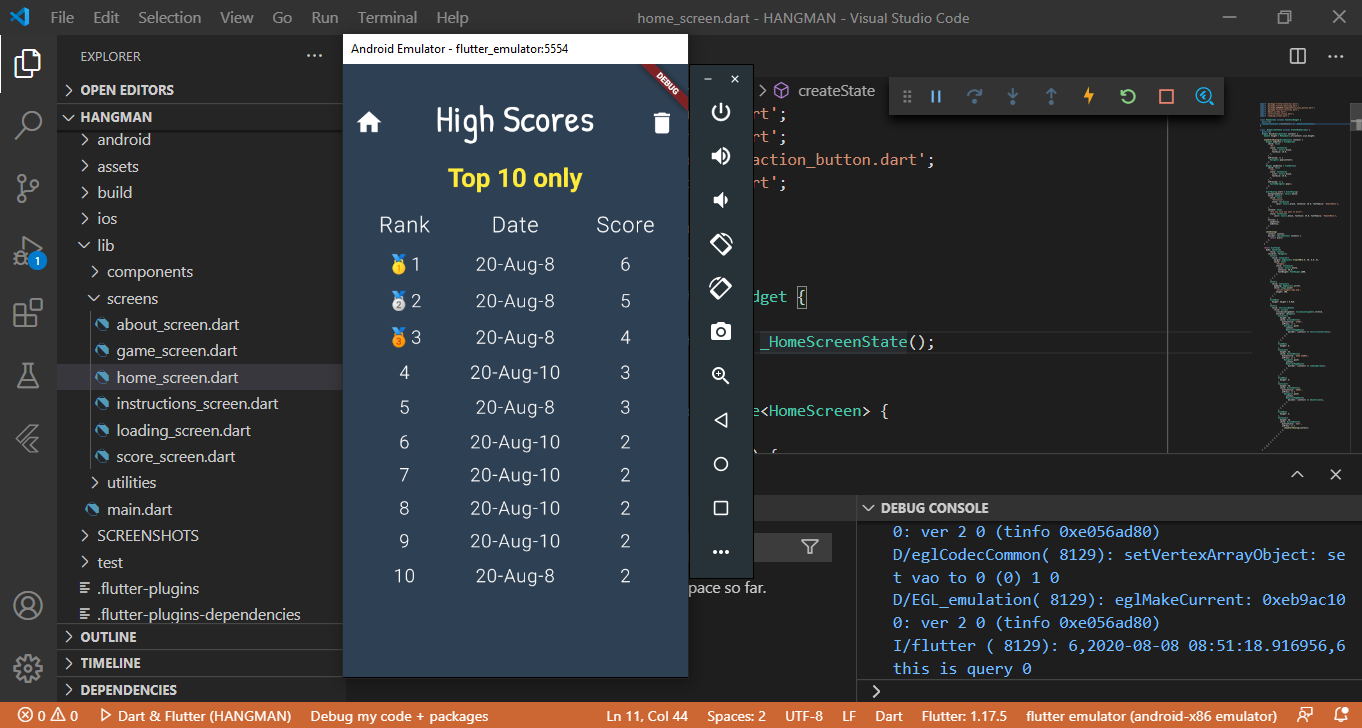 File Edit Selection View Go Run Terminal Help
home_screen.dart - HANGMAN - Visual Studio Code
EXPLORER
OPEN EDITORS
HANGMAN
android
assets
build
ios
lib
components
screens
about_screen.dart
game_screen.dart
home_screen.dart
instructions_screen.dart
loading_screen.dart
score_screen.dart
utilities
main.dart
SCREENSHOTS
test
.flutter-plugins
.flutter-plugins-dependencies
OUTLINE
TIMELINE
DEPENDENCIES
1
Android Emulator - flutter_emulator:5554
DEBUG
High Scores
Top 10 only
Rank Date Score
1 20-Aug-8 6
2 20-Aug-8 5
3 20-Aug-8 4
4 20-Aug-10 3
5 20-Aug-8 3
6 20-Aug-10 2
7 20-Aug-10 2
8 20-Aug-10 2
9 20-Aug-10 2
10 20-Aug-8 2
createState
rt';
rt';
action_button.dart';
rt';
dget {
_HomeScreenState();
e<HomeScreen> {
) {
pace so far.
DEBUG CONSOLE
0: ver 2 0 (tinfo 0xe056ad80)
D/eglCodecCommon( 8129): setVertexArrayObject: se
t vao to 0 (0) 1 0
D/EGL_emulation( 8129): eglMakeCurrent: 0xeb9ac10
0: ver 2 0 (tinfo 0xe056ad80)
I/flutter ( 8129): 6,2020-08-08 08:51:18.916956,6
this is query 0
0 0 Dart & Flutter (HANGMAN) Debug my code + packages Ln 11, Col 44 Spaces: 2 UTF-8 LF Dart Flutter: 1.17.5 flutter emulator (android-x86 emulator)